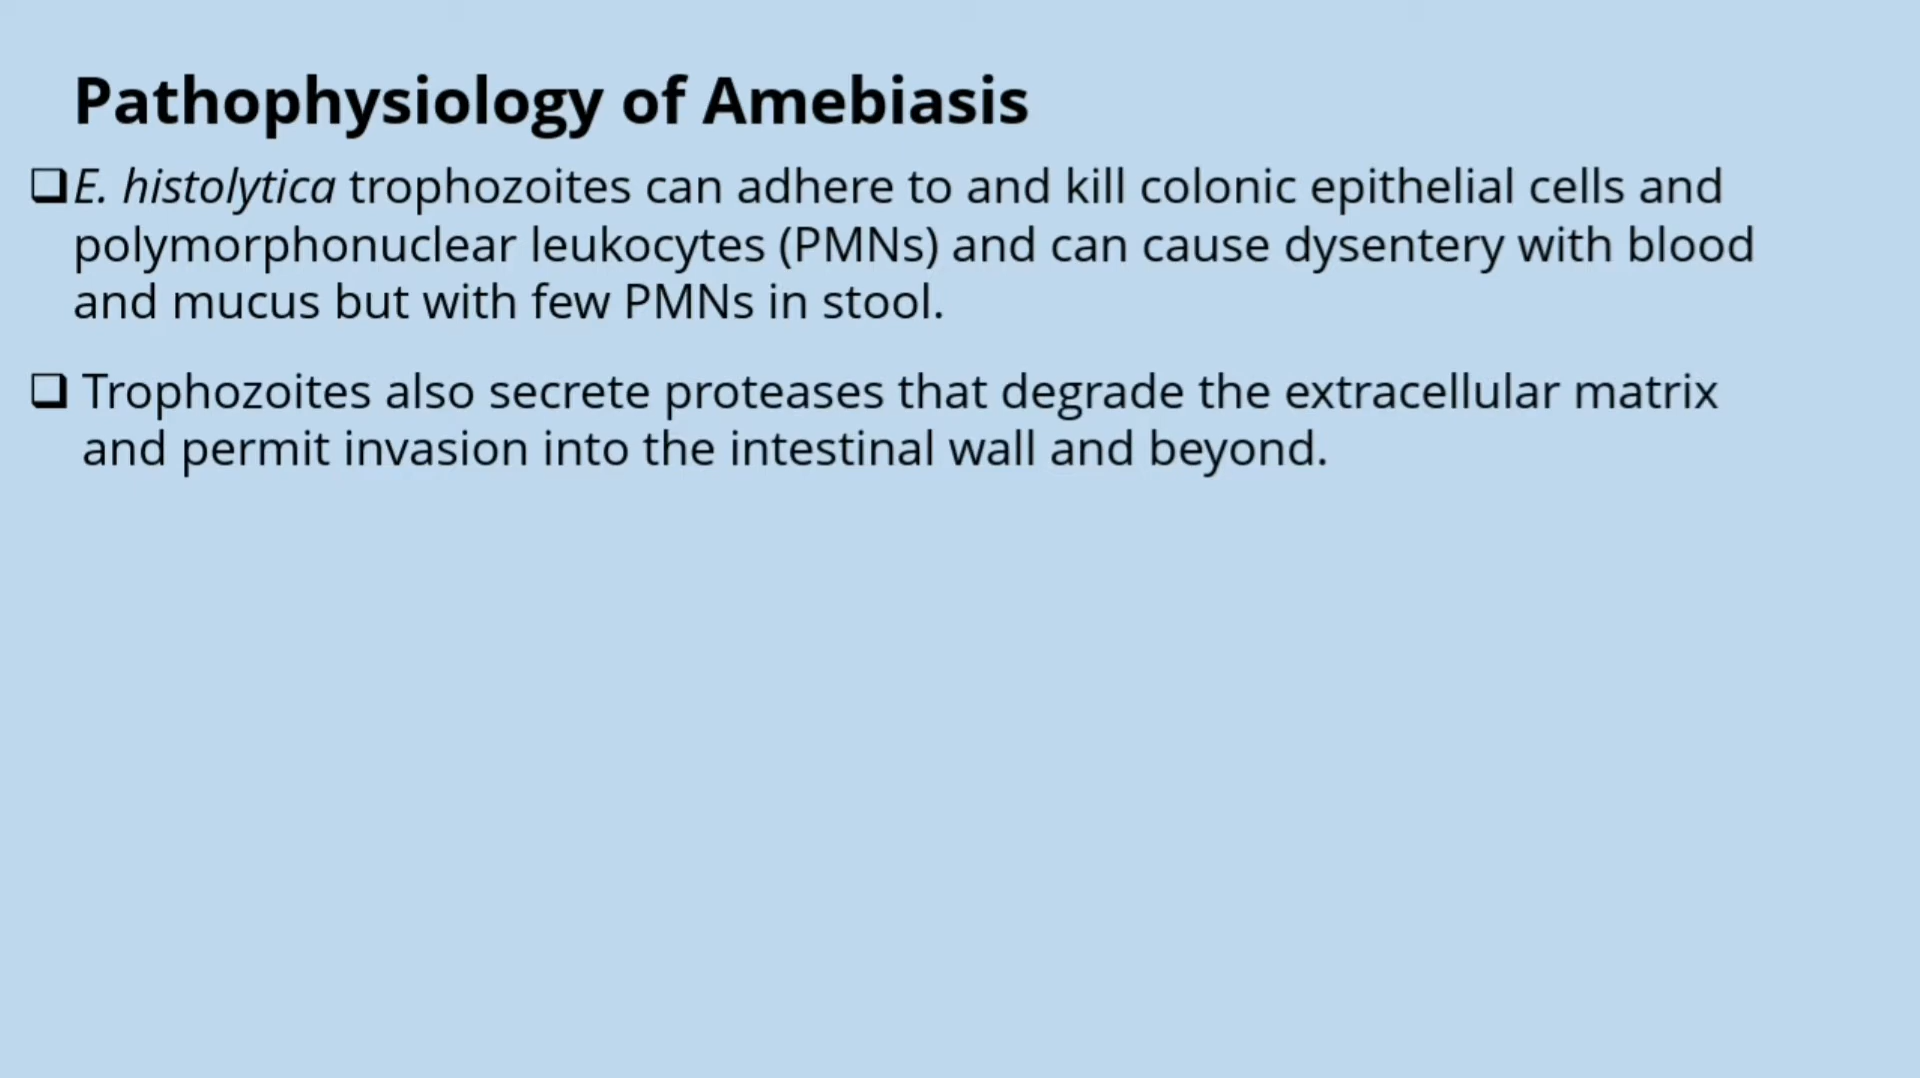 Pathophysiology of Amebiasis
❑E. histolytica trophozoites can adhere to and kill colonic epithelial cells and
polymorphonuclear leukocytes (PMNs) and can cause dysentery with blood
and mucus but with few PMNs in stool.
❑ Trophozoites also secrete proteases that degrade the extracellular matrix
and permit invasion into the intestinal wall and beyond.